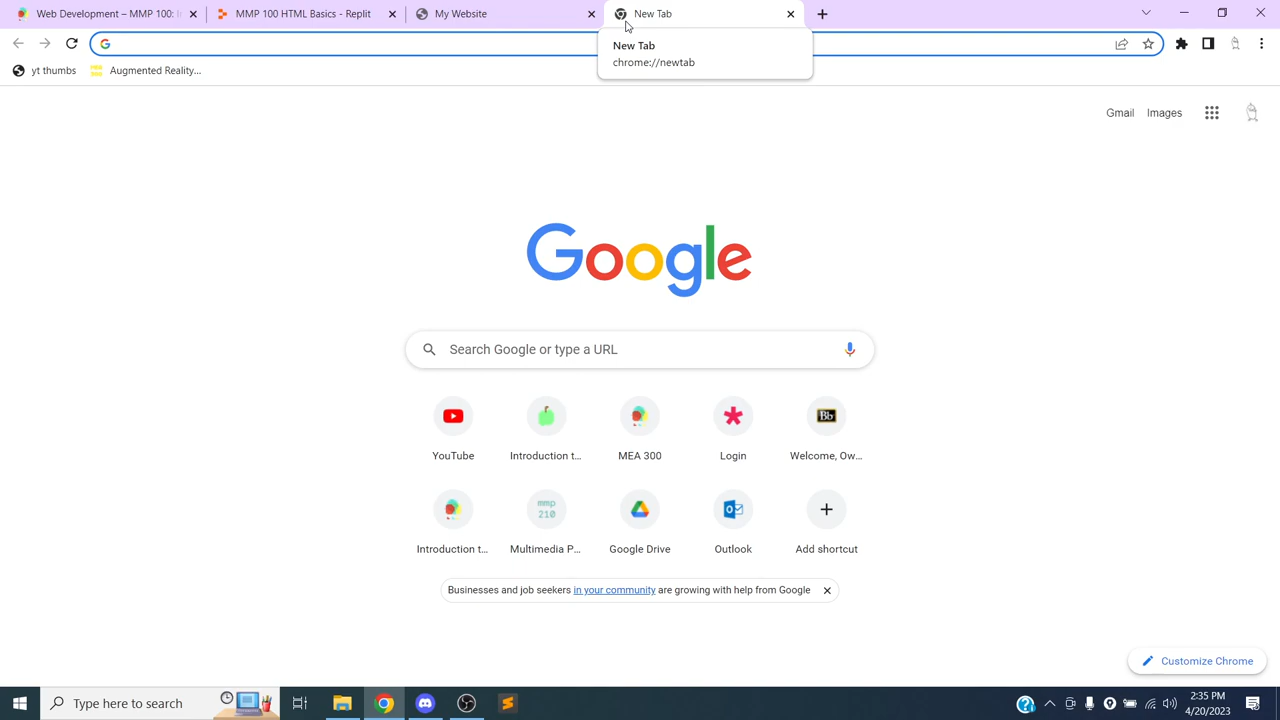 Web Development - MMP 100: I
MMP 100 HTML Basics - Replit
My Website
New Tab
New Tab
chrome://newtab
yt thumbs
Augmented Reality...
Gmail
Images
Google
Search Google or type a URL
YouTube
Introduction t...
MEA 300
Login
Bb
Welcome, Ow...
Introduction t...
mmp
210
Multimedia P...
Google Drive
Outlook
Add shortcut
Businesses and job seekers in your community are growing with help from Google
Customize Chrome
Type here to search
2:35 PM
4/20/2023